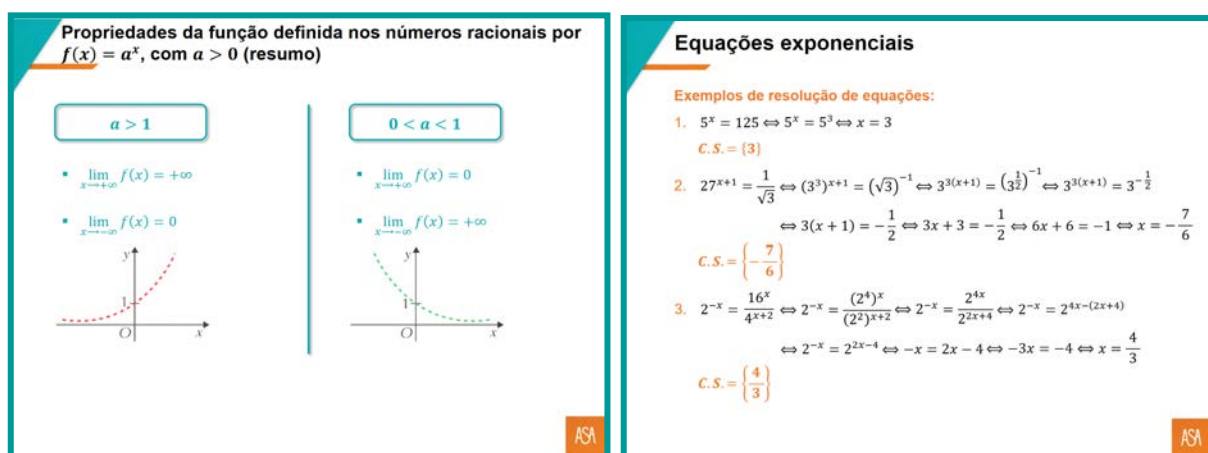 Propriedades da função definida nos números racionais por
f(x) = aˣ, com a > 0 (resumo)
a > 1
▪ lim x→+∞ f(x) = +∞
▪ lim x→−∞ f(x) = 0
y
1
O x
0 < a < 1
▪ lim x→+∞ f(x) = 0
▪ lim x→−∞ f(x) = +∞
y
1
O x
ASA
Equações exponenciais
Exemplos de resolução de equações:
1. 5^x = 125 ⇔ 5^x = 5^3 ⇔ x = 3
C.S. = {3}
2. 27^(x+1) = 1/√3 ⇔ (3^3)^(x+1) = (√3)^(−1) ⇔ 3^(3(x+1)) = (3^(1/2))^(−1) ⇔ 3^(3(x+1)) = 3^(−1/2)
⇔ 3(x + 1) = −1/2 ⇔ 3x + 3 = −1/2 ⇔ 6x + 6 = −1 ⇔ x = −7/6
C.S. = {−7/6}
3. 2^(−x) = 16^x/4^(x+2) ⇔ 2^(−x) = (2^4)^x/(2^2)^(x+2) ⇔ 2^(−x) = 2^(4x)/2^(2x+4) ⇔ 2^(−x) = 2^(4x−(2x+4))
⇔ 2^(−x) = 2^(2x−4) ⇔ −x = 2x − 4 ⇔ −3x = −4 ⇔ x = 4/3
C.S. = {4/3}
ASA